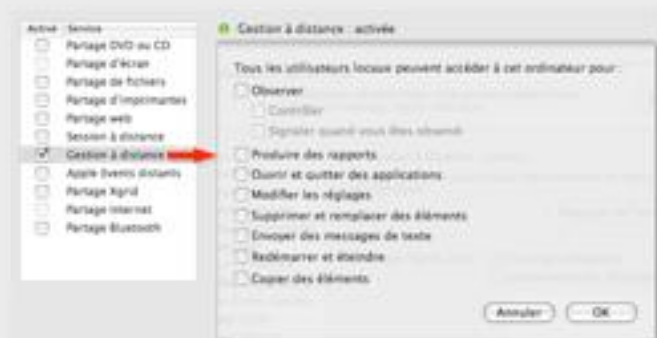 Activé Service
Partage DVD ou CD
Partage d'écran
Partage de fichiers
Partage d'imprimantes
Partage web
Session à distance
Gestion à distance
Apple Events distants
Partage Xgrid
Partage Internet
Partage Bluetooth
Gestion à distance : activée
Tous les utilisateurs locaux peuvent accéder à cet ordinateur pour :
Observer
Contrôler
Signaler quand vous êtes observé
Produire des rapports
Ouvrir et quitter des applications
Modifier les réglages
Supprimer et remplacer des éléments
Envoyer des messages de texte
Redémarrer et éteindre
Copier des éléments
Annuler
OK